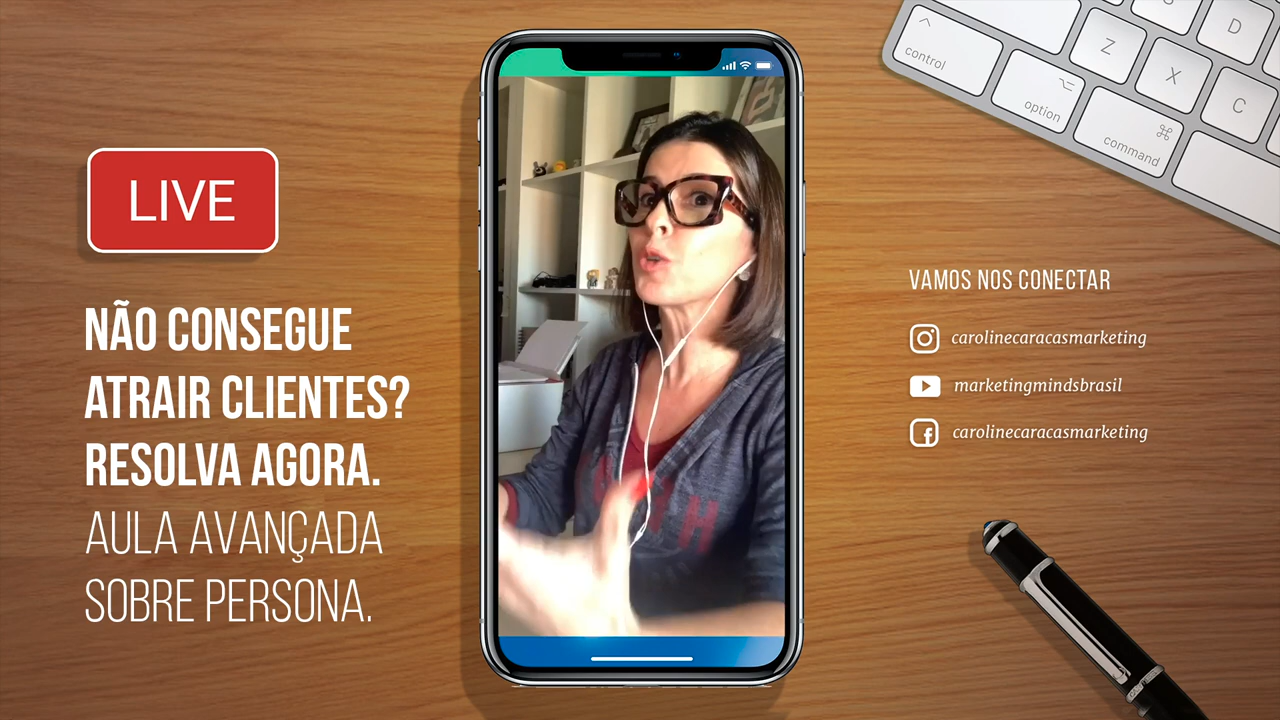 LIVE
NÃO CONSEGUE
ATRAIR CLIENTES?
RESOLVA AGORA.
AULA AVANÇADA
SOBRE PERSONA.
VAMOS NOS CONECTAR
carolinecaracasmarketing
marketingmindsbrasil
carolinecaracasmarketing
control
option
command
Z
X
C
S
D